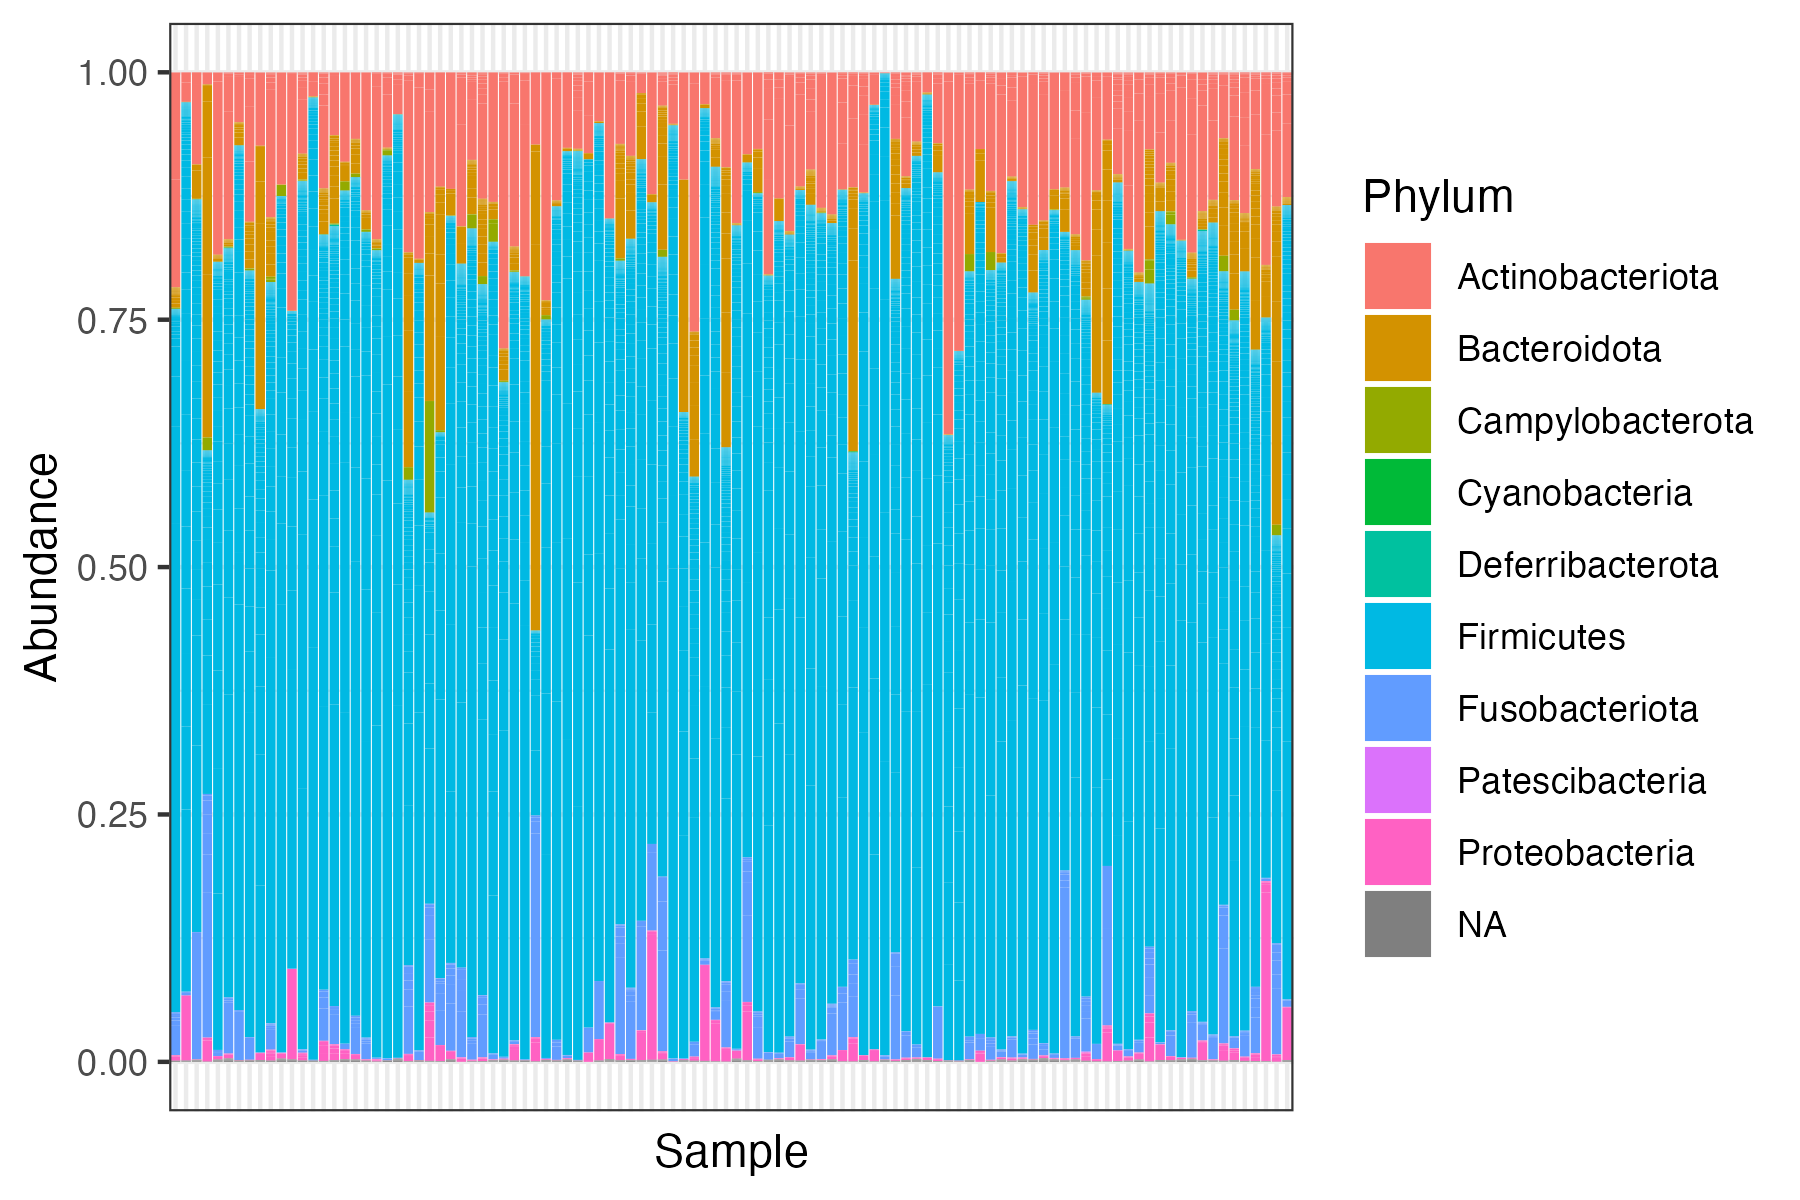 1.00
0.75
0.50
0.25
0.00
Abundance
Sample
Phylum
Actinobacteriota
Bacteroidota
Campylobacterota
Cyanobacteria
Deferribacterota
Firmicutes
Fusobacteriota
Patescibacteria
Proteobacteria
NA